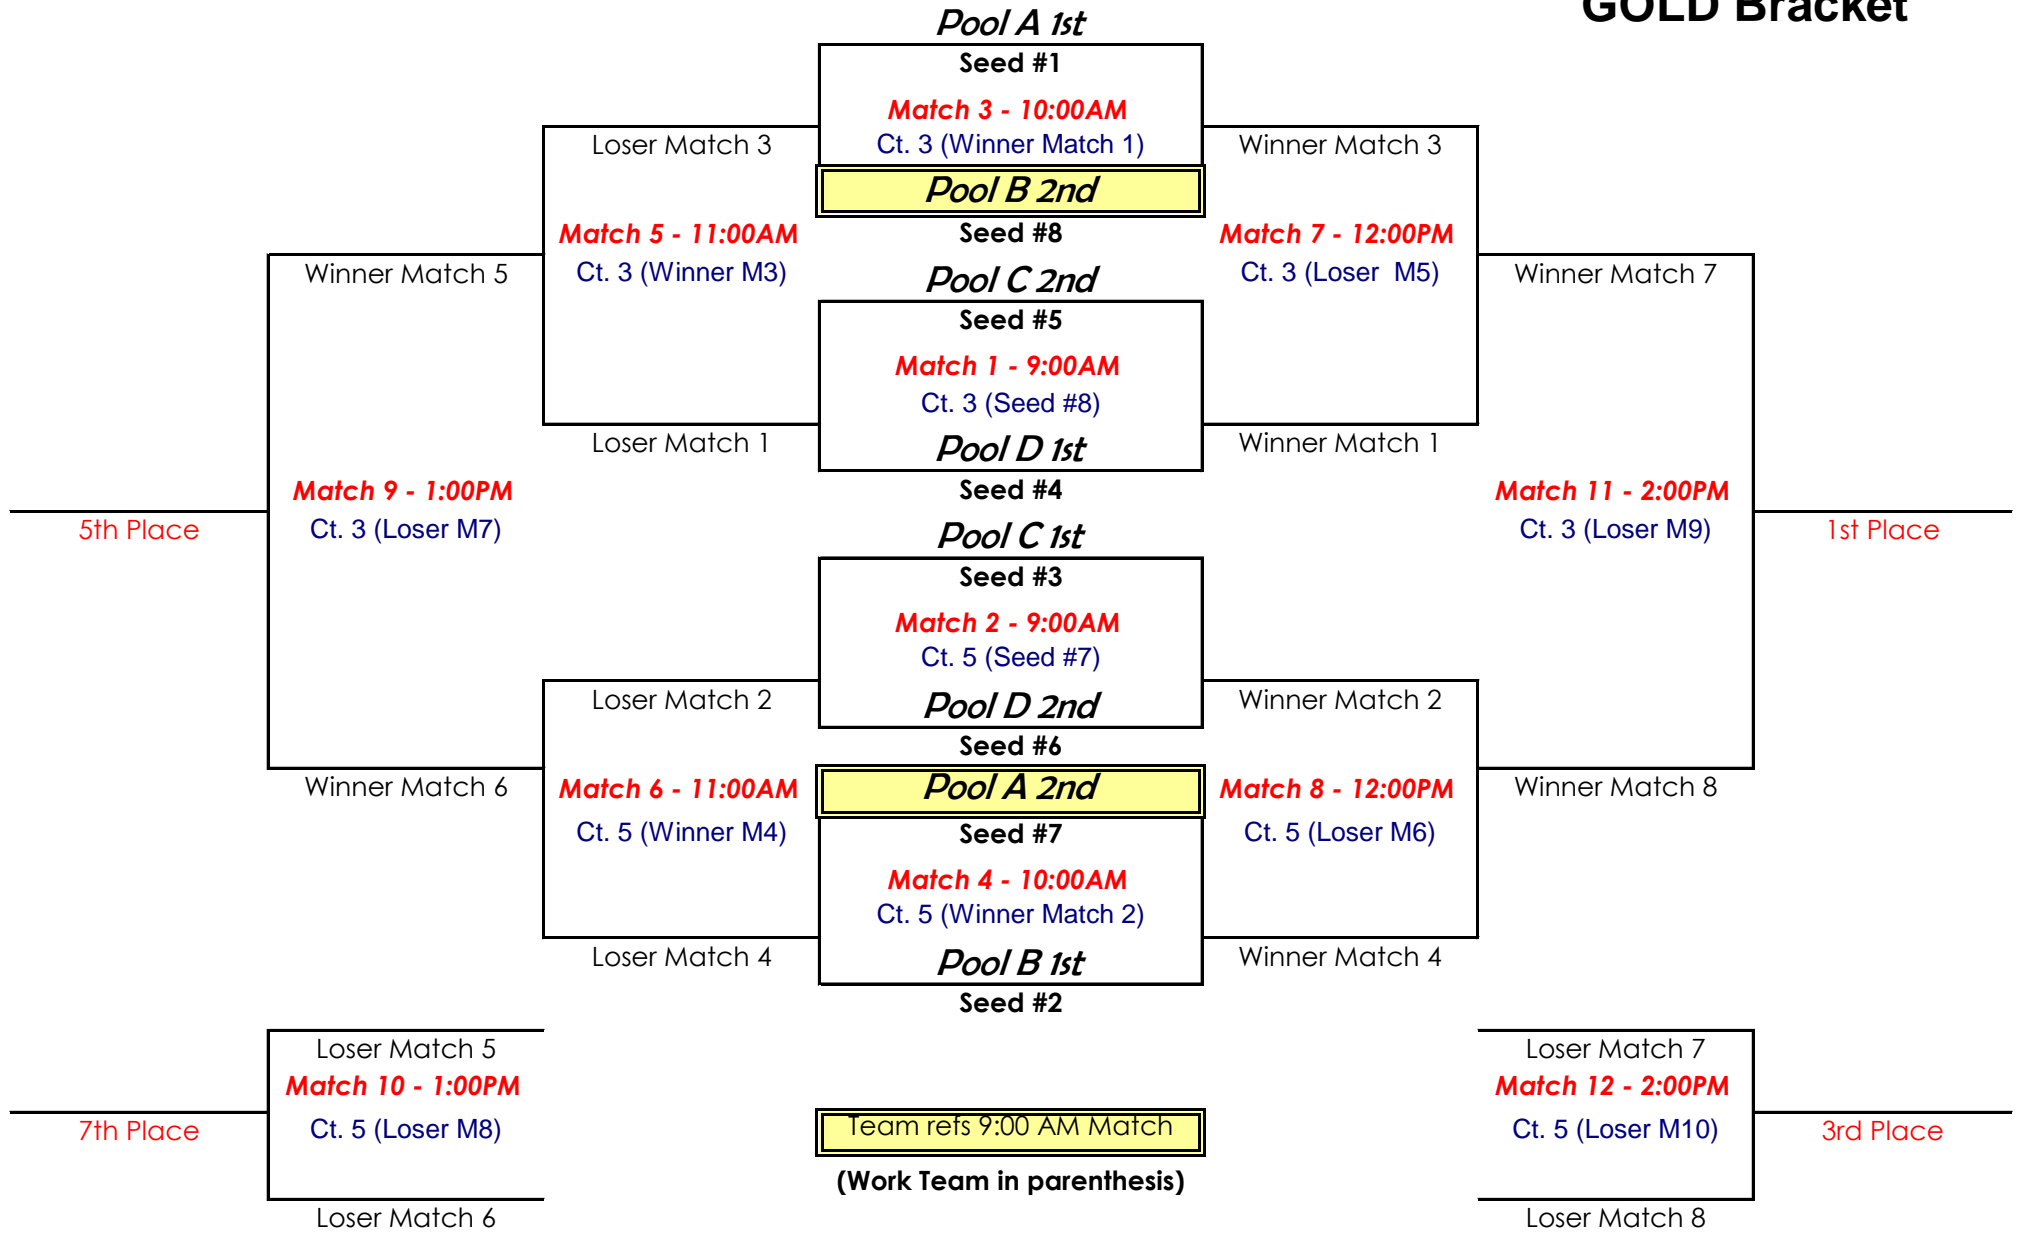 GOLD Bracket
Pool A 1st
Seed #1
Match 3 - 10:00AM
Loser Match 3
Ct. 3 (Winner Match 1)
Winner Match 3
Pool B 2nd
Match 5 - 11:00AM
Seed #8
Match 7 - 12:00PM
Winner Match 5
Ct. 3 (Winner M3)
Pool C 2nd
Ct. 3 (Loser  M5)
Winner Match 7
Seed #5
Match 1 - 9:00AM
Ct. 3 (Seed #8)
Loser Match 1
Pool D 1st
Winner Match 1
Match 9 - 1:00PM
Seed #4
Match 11 - 2:00PM
5th Place
Ct. 3 (Loser M7)
Pool C 1st
Ct. 3 (Loser M9)
1st Place
Seed #3
Match 2 - 9:00AM
Ct. 5 (Seed #7)
Loser Match 2
Pool D 2nd
Winner Match 2
Seed #6
Winner Match 6
Match 6 - 11:00AM
Pool A 2nd
Match 8 - 12:00PM
Winner Match 8
Ct. 5 (Winner M4)
Seed #7
Ct. 5 (Loser M6)
Match 4 - 10:00AM
Ct. 5 (Winner Match 2)
Loser Match 4
Pool B 1st
Winner Match 4
Seed #2
Loser Match 5
Loser Match 7
Match 10 - 1:00PM
Match 12 - 2:00PM
7th Place
Ct. 5 (Loser M8)
Team refs 9:00 AM Match
Ct. 5 (Loser M10)
3rd Place
(Work Team in parenthesis)
Loser Match 6
Loser Match 8